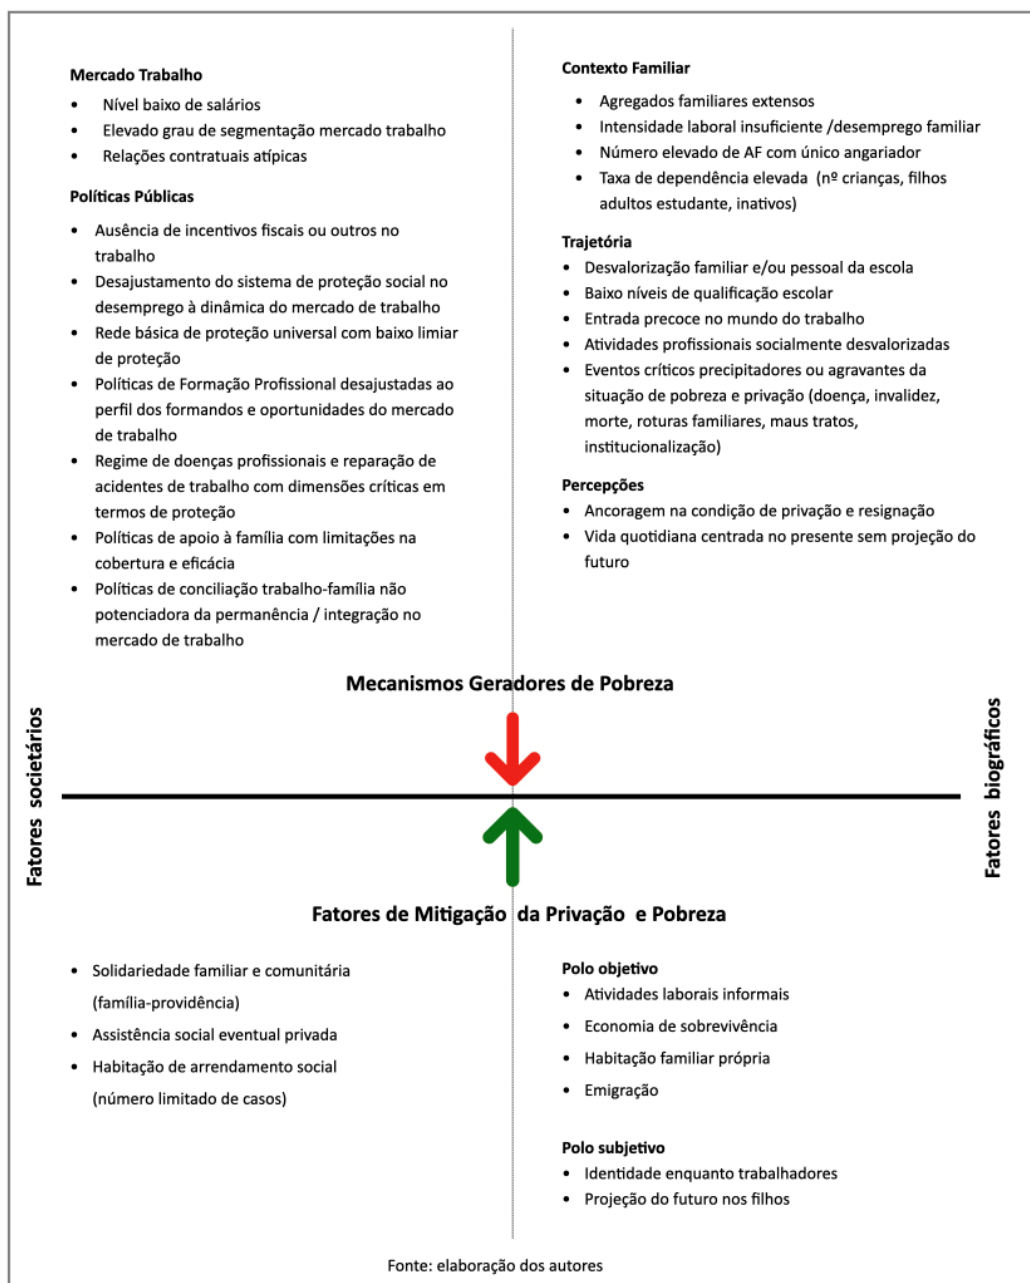 Mercado Trabalho
• Nível baixo de salários
• Elevado grau de segmentação mercado trabalho
• Relações contratuais atípicas
Políticas Públicas
• Ausência de incentivos fiscais ou outros no
trabalho
• Desajustamento do sistema de proteção social no
desemprego à dinâmica do mercado de trabalho
• Rede básica de proteção universal com baixo limiar
de proteção
• Políticas de Formação Profissional desajustadas ao
perfil dos formandos e oportunidades do mercado
de trabalho
• Regime de doenças profissionais e reparação de
acidentes de trabalho com dimensões críticas em
termos de proteção
• Políticas de apoio à família com limitações na
cobertura e eficácia
• Políticas de conciliação trabalho-família não
potenciadora da permanência / integração no
mercado de trabalho
Contexto Familiar
• Agregados familiares extensos
• Intensidade laboral insuficiente /desemprego familiar
• Número elevado de AF com único angariador
• Taxa de dependência elevada (nº crianças, filhos
adultos estudante, inativos)
Trajetória
• Desvalorização familiar e/ou pessoal da escola
• Baixo níveis de qualificação escolar
• Entrada precoce no mundo do trabalho
• Atividades profissionais socialmente desvalorizadas
• Eventos críticos precipitadores ou agravantes da
situação de pobreza e privação (doença, invalidez,
morte, roturas familiares, maus tratos,
institucionalização)
Percepções
• Ancoragem na condição de privação e resignação
• Vida quotidiana centrada no presente sem projeção do
futuro
Mecanismos Geradores de Pobreza
Fatores societários
Fatores biográficos
Fatores de Mitigação da Privação e Pobreza
• Solidariedade familiar e comunitária
(família-providência)
• Assistência social eventual privada
• Habitação de arrendamento social
(número limitado de casos)
Polo objetivo
• Atividades laborais informais
• Economia de sobrevivência
• Habitação familiar própria
• Emigração
Polo subjetivo
• Identidade enquanto trabalhadores
• Projeção do futuro nos filhos
Fonte: elaboração dos autores